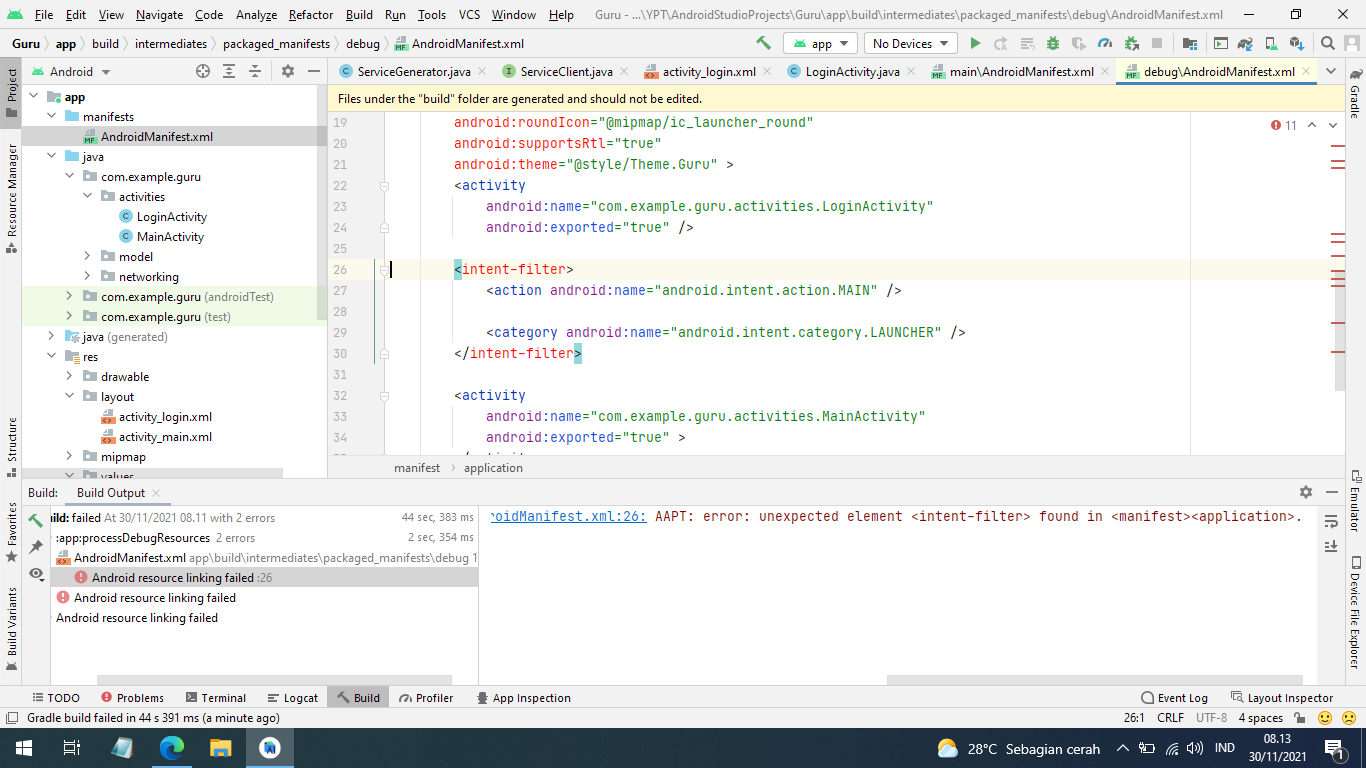 File Edit View Navigate Code Analyze Refactor Build Run Tools VCS Window Help Guru - ...\YPT\AndroidStudioProjects\Guru\app\build\intermediates\packaged_manifests\debug\AndroidManifest.xml
Guru app build intermediates packaged_manifests debug AndroidManifest.xml app No Devices
Android ServiceGenerator.java ServiceClient.java activity_login.xml LoginActivity.java main\AndroidManifest.xml debug\AndroidManifest.xml
Project
Resource Manager
Structure
Favorites
Build Variants
app
manifests
AndroidManifest.xml
java
com.example.guru
activities
LoginActivity
MainActivity
model
networking
com.example.guru (androidTest)
com.example.guru (test)
java (generated)
res
drawable
layout
activity_login.xml
activity_main.xml
mipmap
values
Files under the "build" folder are generated and should not be edited.
11
19 android:roundIcon="@mipmap/ic_launcher_round"
20 android:supportsRtl="true"
21 android:theme="@style/Theme.Guru" >
22 <activity
23 android:name="com.example.guru.activities.LoginActivity"
24 android:exported="true" />
25
26 <intent-filter>
27 <action android:name="android.intent.action.MAIN" />
28
29 <category android:name="android.intent.category.LAUNCHER" />
30 </intent-filter>
31
32 <activity
33 android:name="com.example.guru.activities.MainActivity"
34 android:exported="true" >
manifest application
Gradle
Emulator
Device File Explorer
Build: Build Output
ild: failed At 30/11/2021 08.11 with 2 errors 44 sec, 383 ms
:app:processDebugResources 2 errors 2 sec, 354 ms
AndroidManifest.xml app\build\intermediates\packaged_manifests\debug 1
Android resource linking failed :26
Android resource linking failed
Android resource linking failed
oidManifest.xml:26: AAPT: error: unexpected element <intent-filter> found in <manifest><application>.
TODO Problems Terminal Logcat Build Profiler App Inspection Event Log Layout Inspector
Gradle build failed in 44 s 391 ms (a minute ago) 26:1 CRLF UTF-8 4 spaces
28°C Sebagian cerah IND 08.13
30/11/2021 1